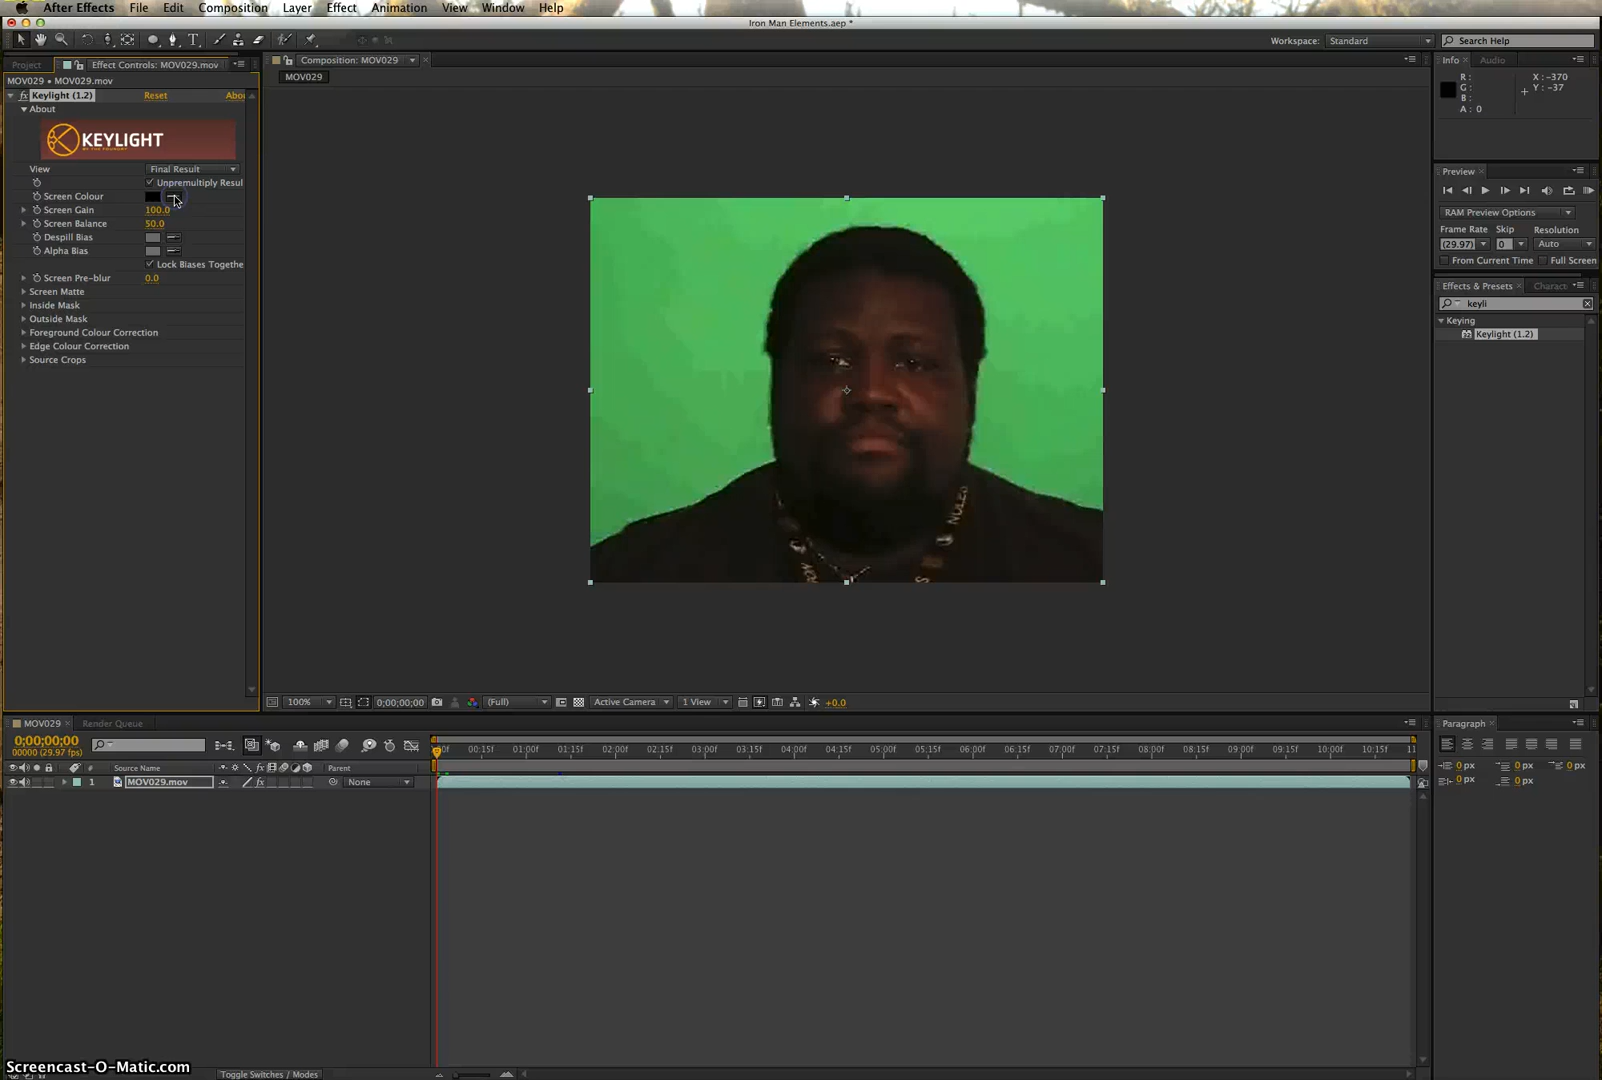 After Effects File Edit Composition Layer Effect Animation View Window Help
Iron Man Elements.aep *
Workspace: Standard Search Help
Project Effect Controls: MOV029.mov Composition: MOV029 Info Audio
MOV029 • MOV029.mov MOV029
R: X: -370
G: Y: -37
B:
A: 0
fx Keylight (1.2) Reset Abou
About
KEYLIGHT
BY THE FOUNDRY
View Final Result
Unpremultiply Resul
Screen Colour
Screen Gain 100.0
Screen Balance 50.0
Despill Bias
Alpha Bias
Lock Biases Togethe
Screen Pre-blur 0.0
Screen Matte
Inside Mask
Outside Mask
Foreground Colour Correction
Edge Colour Correction
Source Crops
Preview
RAM Preview Options
Frame Rate Skip Resolution
(29.97) 0 Auto
From Current Time Full Screen
Effects & Presets Charact
keyli
Keying
Keylight (1.2)
NOLES
100% 0;00;00;00 (Full) Active Camera 1 View +0.0
MOV029 Render Queue Paragraph
0;00;00;00
00000 (29.97 fps)
00f 00:15f 01:00f 01:15f 02:00f 02:15f 03:00f 03:15f 04:00f 04:15f 05:00f 05:15f 06:00f 06:15f 07:00f 07:15f 08:00f 08:15f 09:00f 09:15f 10:00f 10:15f 11
# Source Name Parent
1 MOV029.mov None
0 px 0 px 0 px
0 px 0 px
Screencast-O-Matic.com
Toggle Switches / Modes